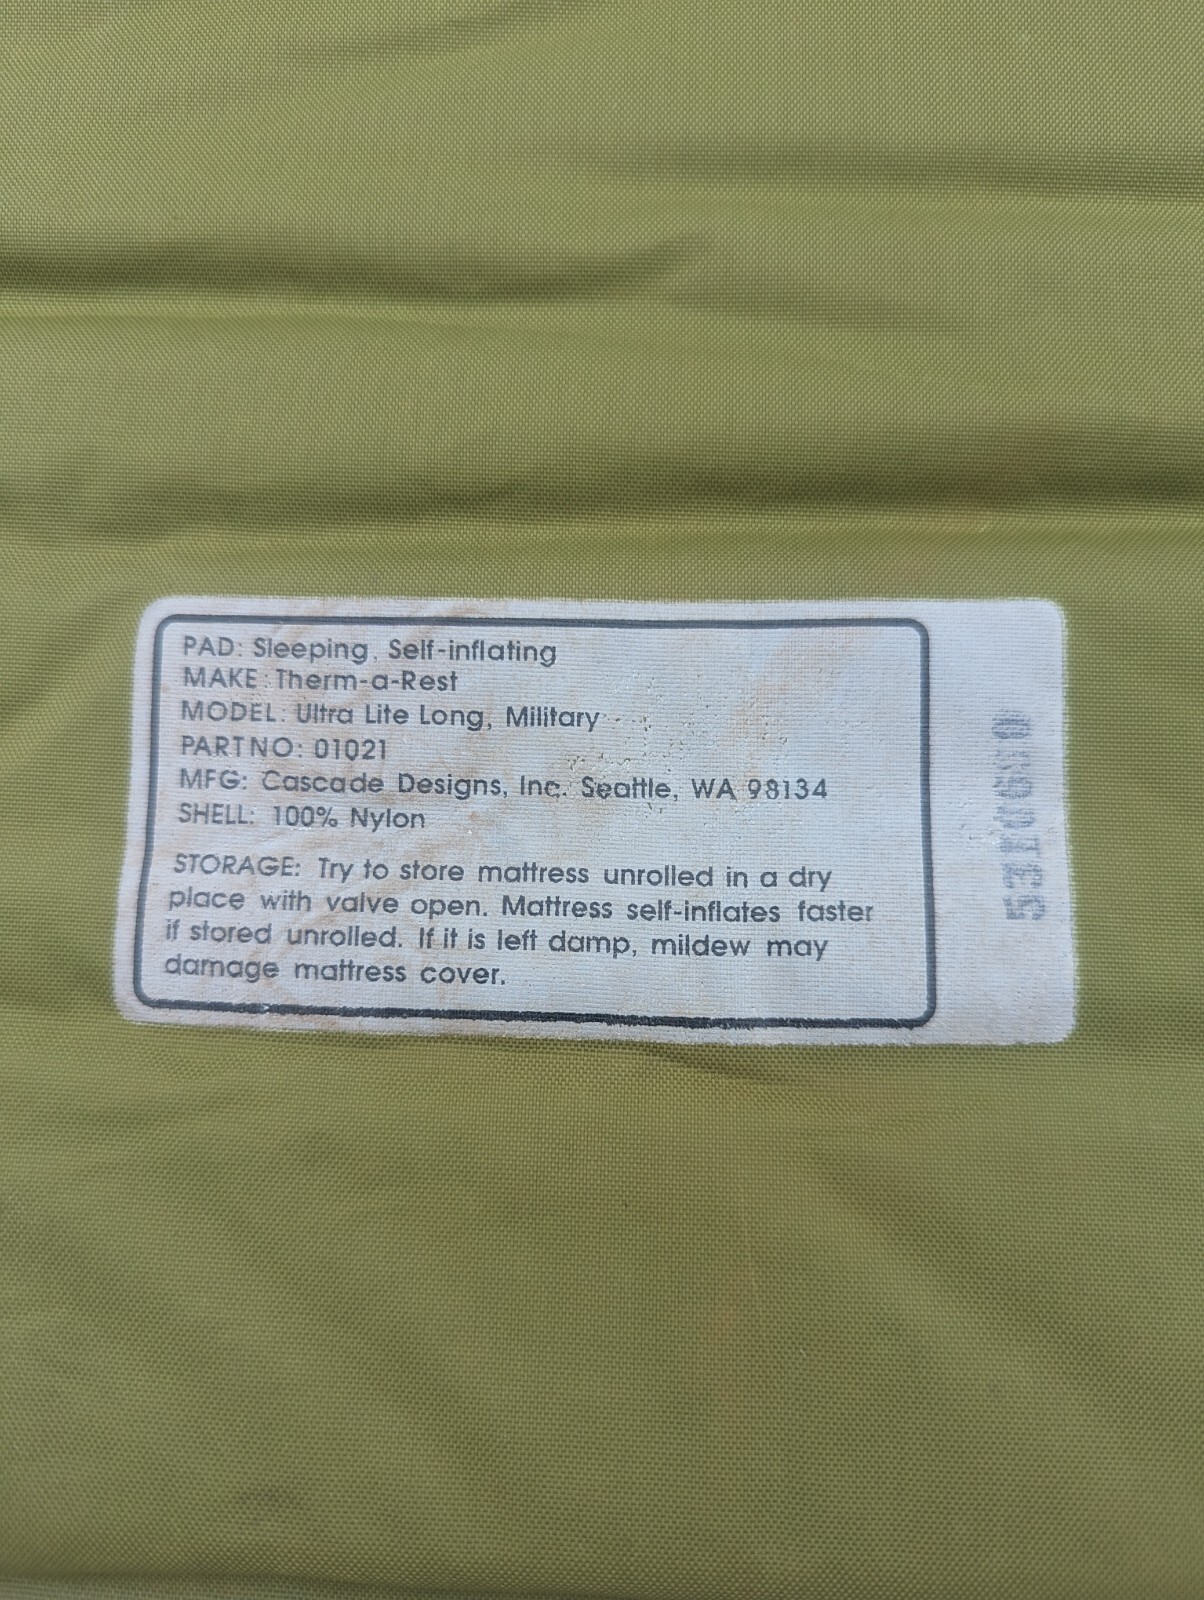 PAD: Sleeping, Self-inflating
MAKE: Therm-a-Rest
MODEL: Ultra Lite Long, Military
PART NO: 01021
MFG: Cascade Designs, Inc. Seattle, WA 98134
SHELL: 100% Nylon
STORAGE: Try to store mattress unrolled in a dry
place with valve open. Mattress self-inflates faster
if stored unrolled. If it is left damp, mildew may
damage mattress cover.